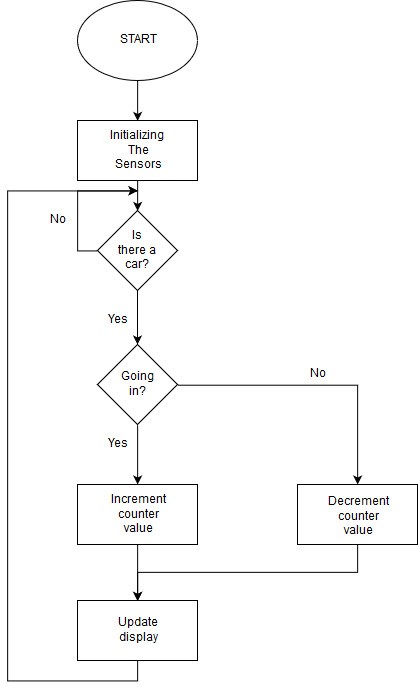 START
Initializing
The
Sensors
No
Is
there a
car?
Yes
Going
in?
No
Yes
Increment
counter
value
Decrement
counter
value
Update
display